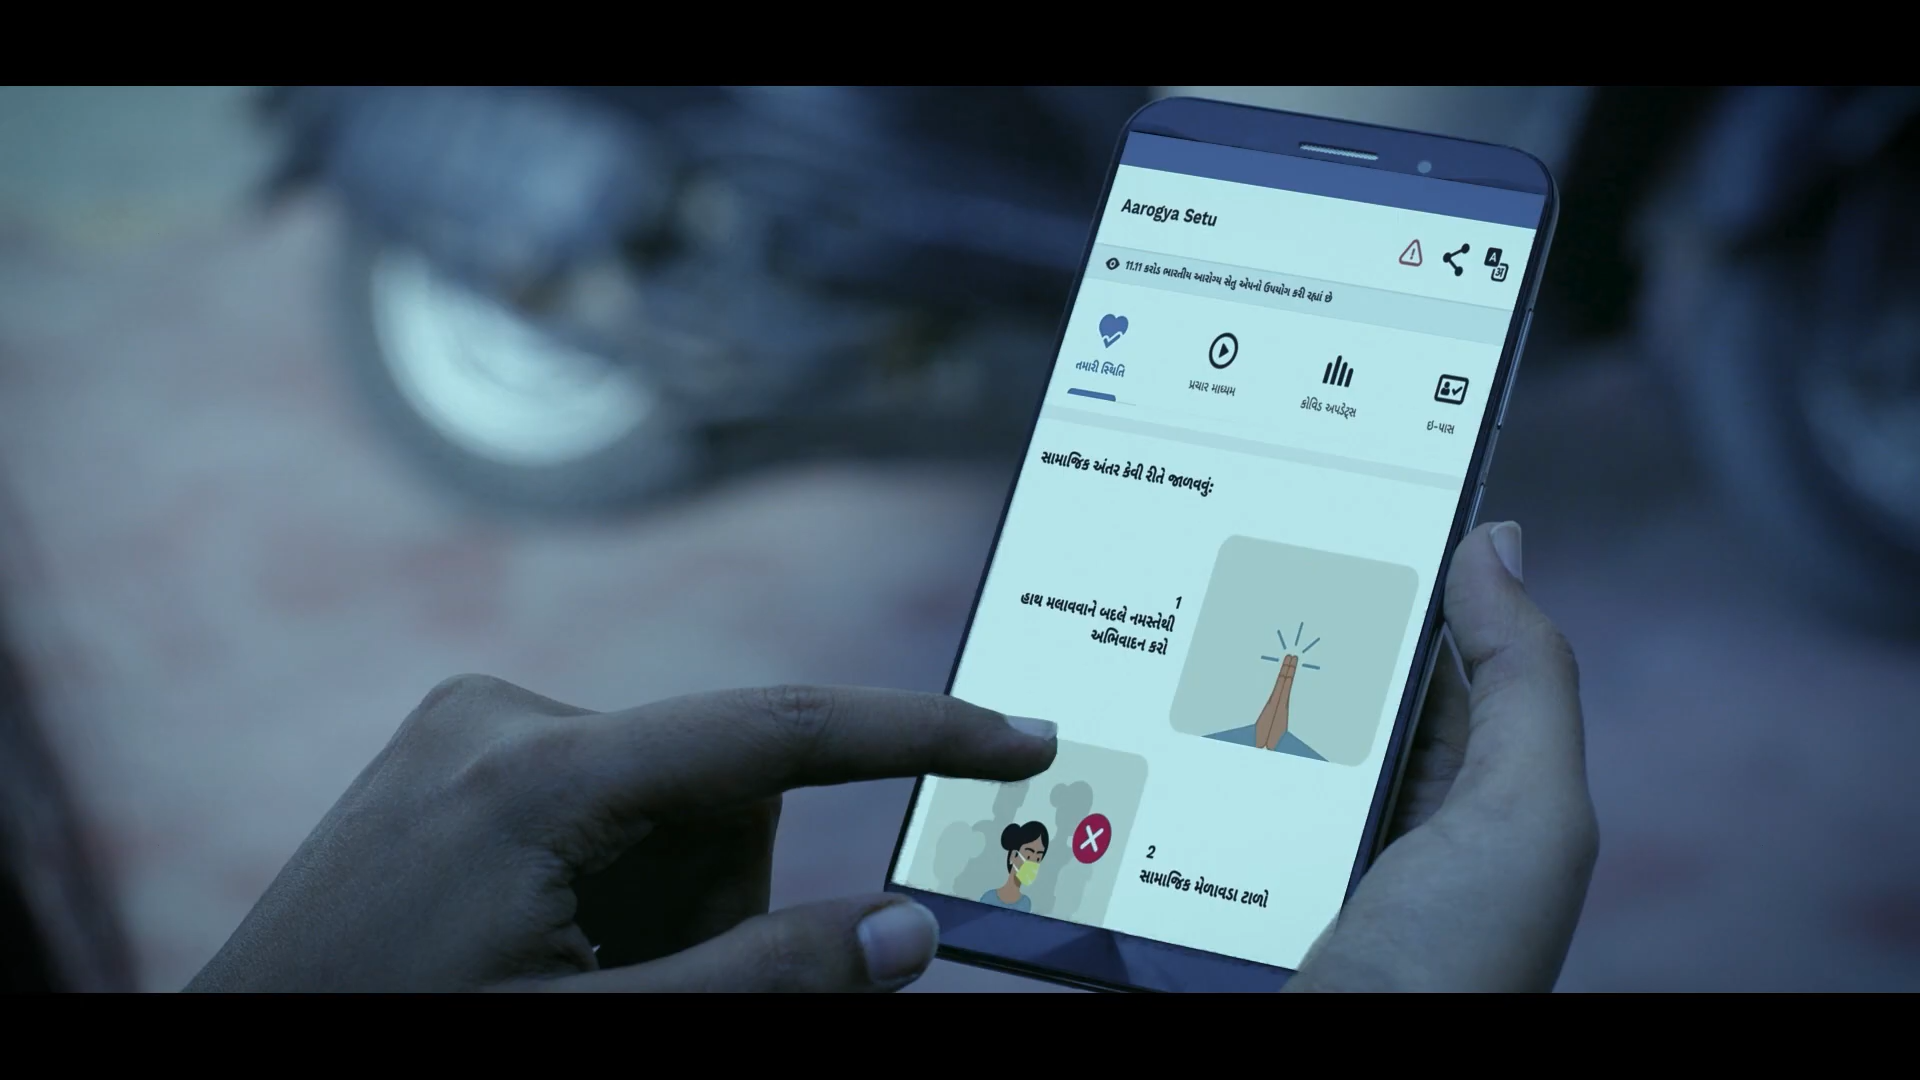 Aarogya Setu
11.11 કરોડ ભારતીય આરોગ્ય સેતુ એપનો ઉપયોગ કરી રહ્યાં છે
તમારી સ્થિતિ
પ્રચાર માધ્યમ
કોવિડ અપડેટ્સ
ઇ-પાસ
સામાજિક અંતર કેવી રીતે જાળવવું:
1
હાથ મલાવવાને બદલે નમસ્તેથી
અભિવાદન કરો
2
સામાજિક મેળાવડા ટાળો